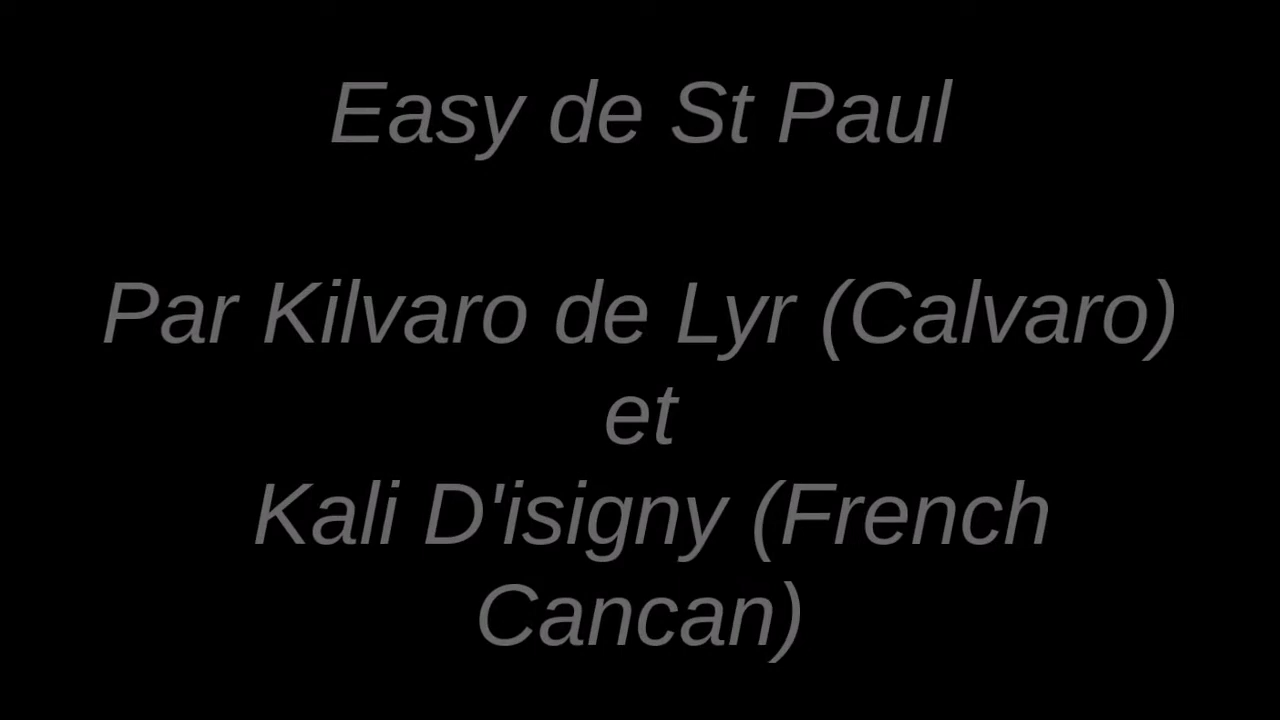 Easy de St Paul
Par Kilvaro de Lyr (Calvaro)
et
Kali D'isigny (French
Cancan)